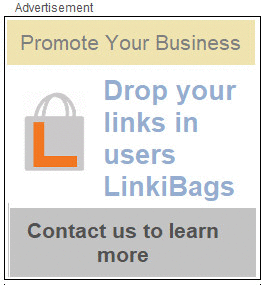 Advertisement
Promote Your Business
Drop your
links in
users
LinkiBags
L
Contact us to learn
more